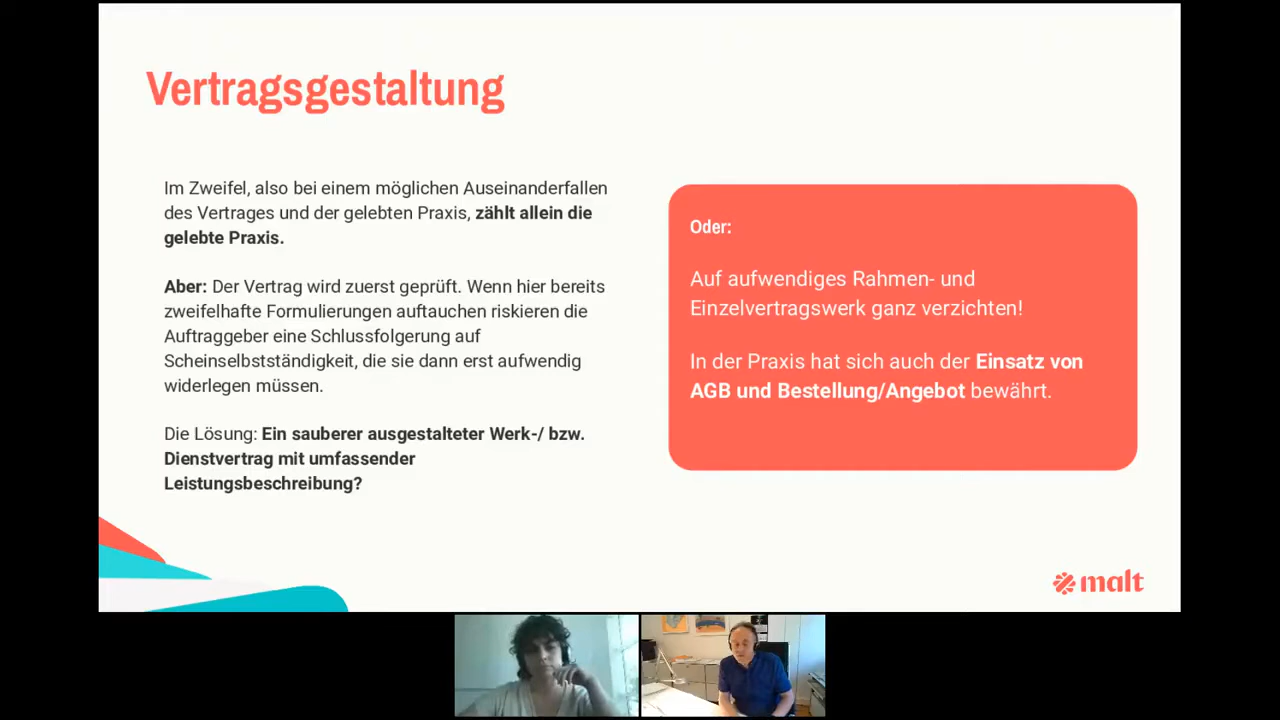 Vertragsgestaltung
Im Zweifel, also bei einem möglichen Auseinanderfallen
des Vertrages und der gelebten Praxis, zählt allein die
gelebte Praxis.
Aber: Der Vertrag wird zuerst geprüft. Wenn hier bereits
zweifelhafte Formulierungen auftauchen riskieren die
Auftraggeber eine Schlussfolgerung auf
Scheinselbstständigkeit, die sie dann erst aufwendig
widerlegen müssen.
Die Lösung: Ein sauberer ausgestalteter Werk-/ bzw.
Dienstvertrag mit umfassender
Leistungsbeschreibung?
Oder:
Auf aufwendiges Rahmen- und
Einzelvertragswerk ganz verzichten!
In der Praxis hat sich auch der Einsatz von
AGB und Bestellung/Angebot bewährt.
malt